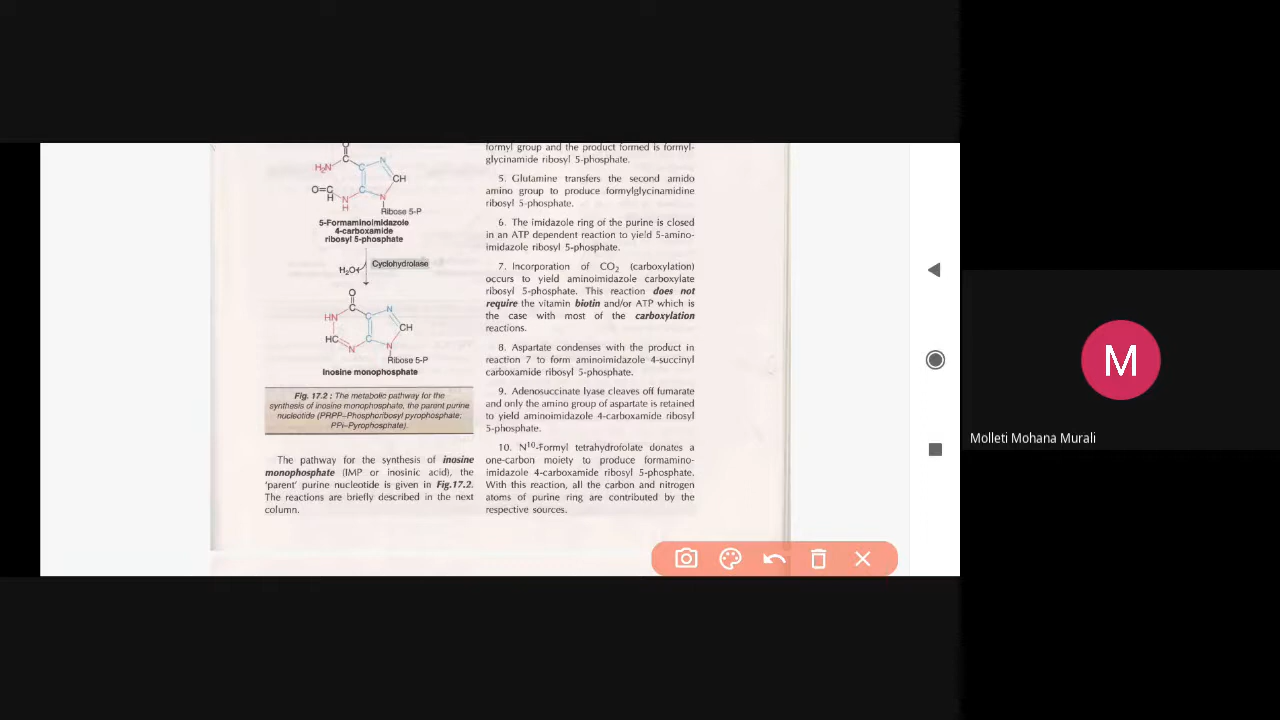 O
C
H₂N
N
C
CH
O=C
H
C
N
H
N
Ribose 5-P
5-Formaminoimidazole
4-carboxamide
ribosyl 5-phosphate
H₂O
Cyclohydrolase
O
C
HN
C
N
CH
HC
C
N
N
Ribose 5-P
Inosine monophosphate
Fig. 17.2 : The metabolic pathway for the
synthesis of inosine monophosphate, the parent purine
nucleotide (PRPP–Phosphoribosyl pyrophosphate;
PPi–Pyrophosphate).
The pathway for the synthesis of inosine
monophosphate (IMP or inosinic acid), the
'parent' purine nucleotide is given in Fig.17.2.
The reactions are briefly described in the next
column.
formyl group and the product formed is formyl-
glycinamide ribosyl 5-phosphate.
5. Glutamine transfers the second amido
amino group to produce formylglycinamidine
ribosyl 5-phosphate.
6. The imidazole ring of the purine is closed
in an ATP dependent reaction to yield 5-amino-
imidazole ribosyl 5-phosphate.
7. Incorporation of CO₂ (carboxylation)
occurs to yield aminoimidazole carboxylate
ribosyl 5-phosphate. This reaction does not
require the vitamin biotin and/or ATP which is
the case with most of the carboxylation
reactions.
8. Aspartate condenses with the product in
reaction 7 to form aminoimidazole 4-succinyl
carboxamide ribosyl 5-phosphate.
9. Adenosuccinate lyase cleaves off fumarate
and only the amino group of aspartate is retained
to yield aminoimidazole 4-carboxamide ribosyl
5-phosphate.
10. N¹⁰-Formyl tetrahydrofolate donates a
one-carbon moiety to produce formamino-
imidazole 4-carboxamide ribosyl 5-phosphate.
With this reaction, all the carbon and nitrogen
atoms of purine ring are contributed by the
respective sources.
M
Molleti Mohana Murali